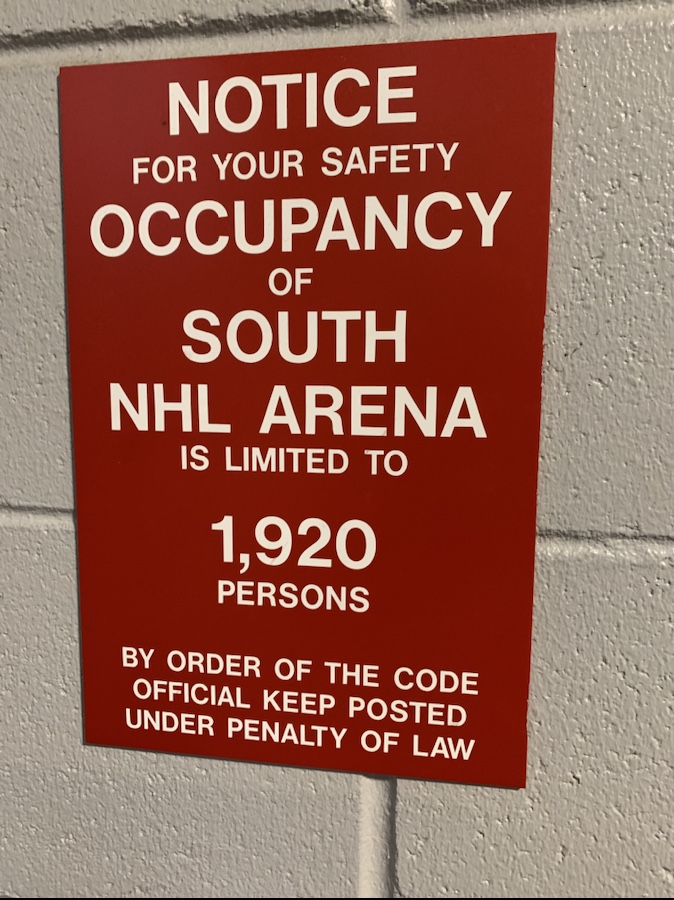 NOTICE
FOR YOUR SAFETY
OCCUPANCY
OF
SOUTH
NHL ARENA
IS LIMITED TO
1,920
PERSONS
BY ORDER OF THE CODE
OFFICIAL KEEP POSTED
UNDER PENALTY OF LAW